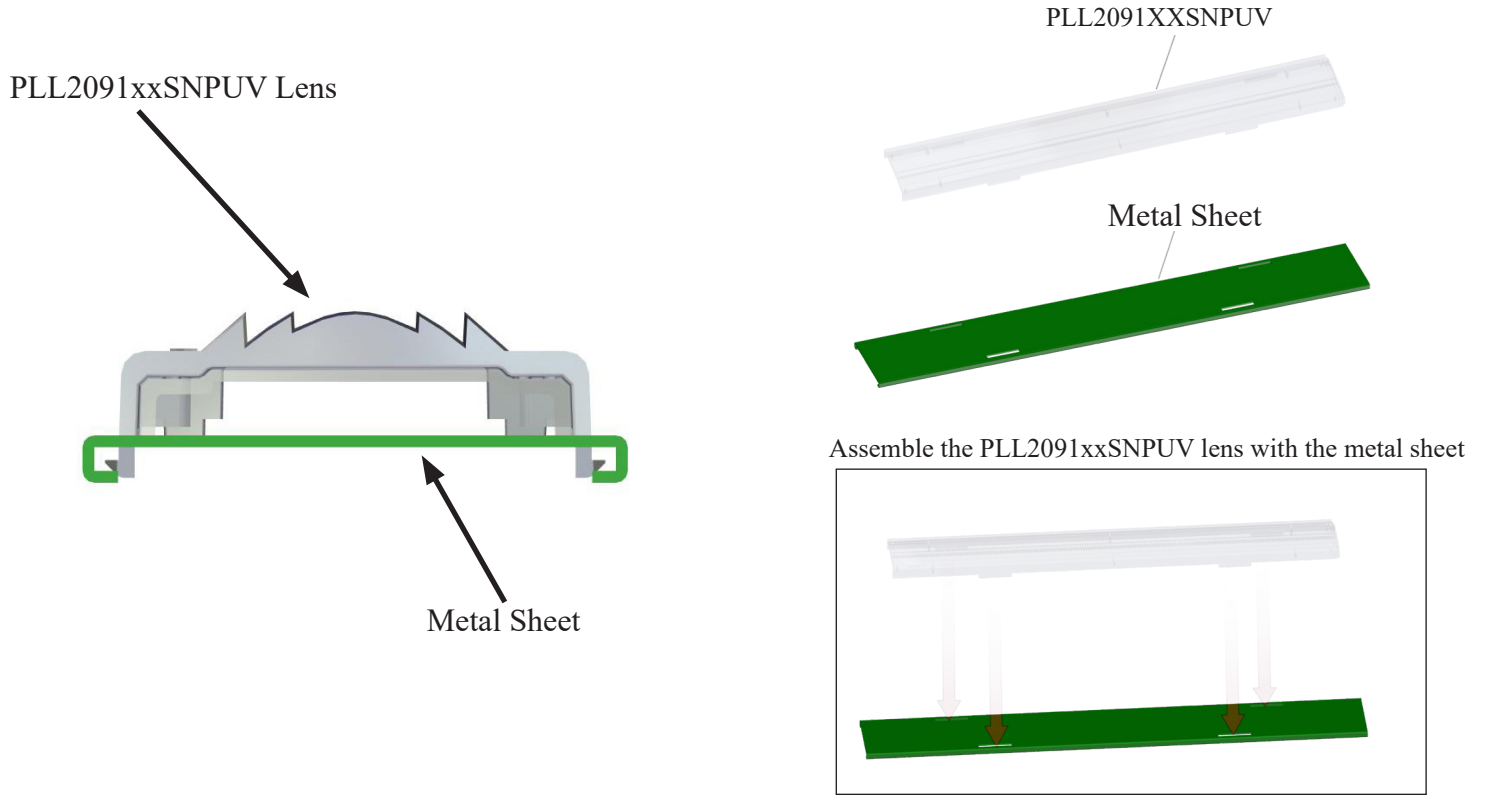 PLL2091xxSNPUV Lens
Metal Sheet
PLL2091XXSNPUV
Metal Sheet
Assemble the PLL2091xxSNPUV lens with the metal sheet